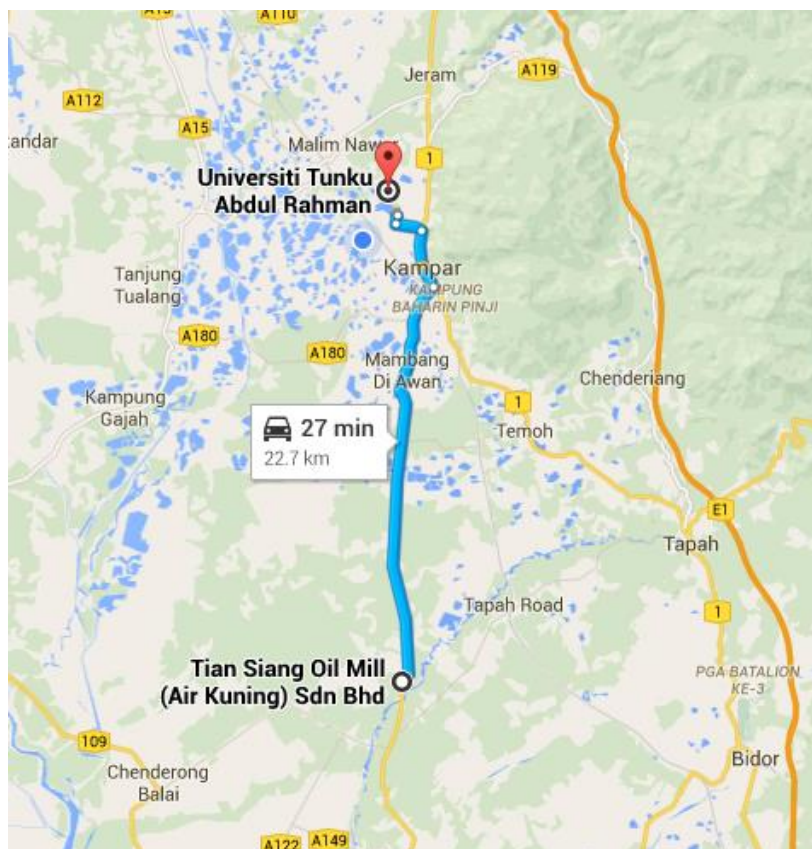 A15
A110
Jeram
A119
A112
A15
andar
Malim Nawar
1
Universiti Tunku
Abdul Rahman
Kampar
KAMPUNG
BAHARIN PINJI
Tanjung
Tualang
A180
A180
Mambang
Di Awan
Chenderiang
Kampung
Gajah
1
Temoh
27 min
22.7 km
E1
Tapah
Tapah Road
1
Tian Siang Oil Mill
(Air Kuning) Sdn Bhd
PGA BATALION
KE-3
109
Bidor
Chenderong
Balai
A122
A149